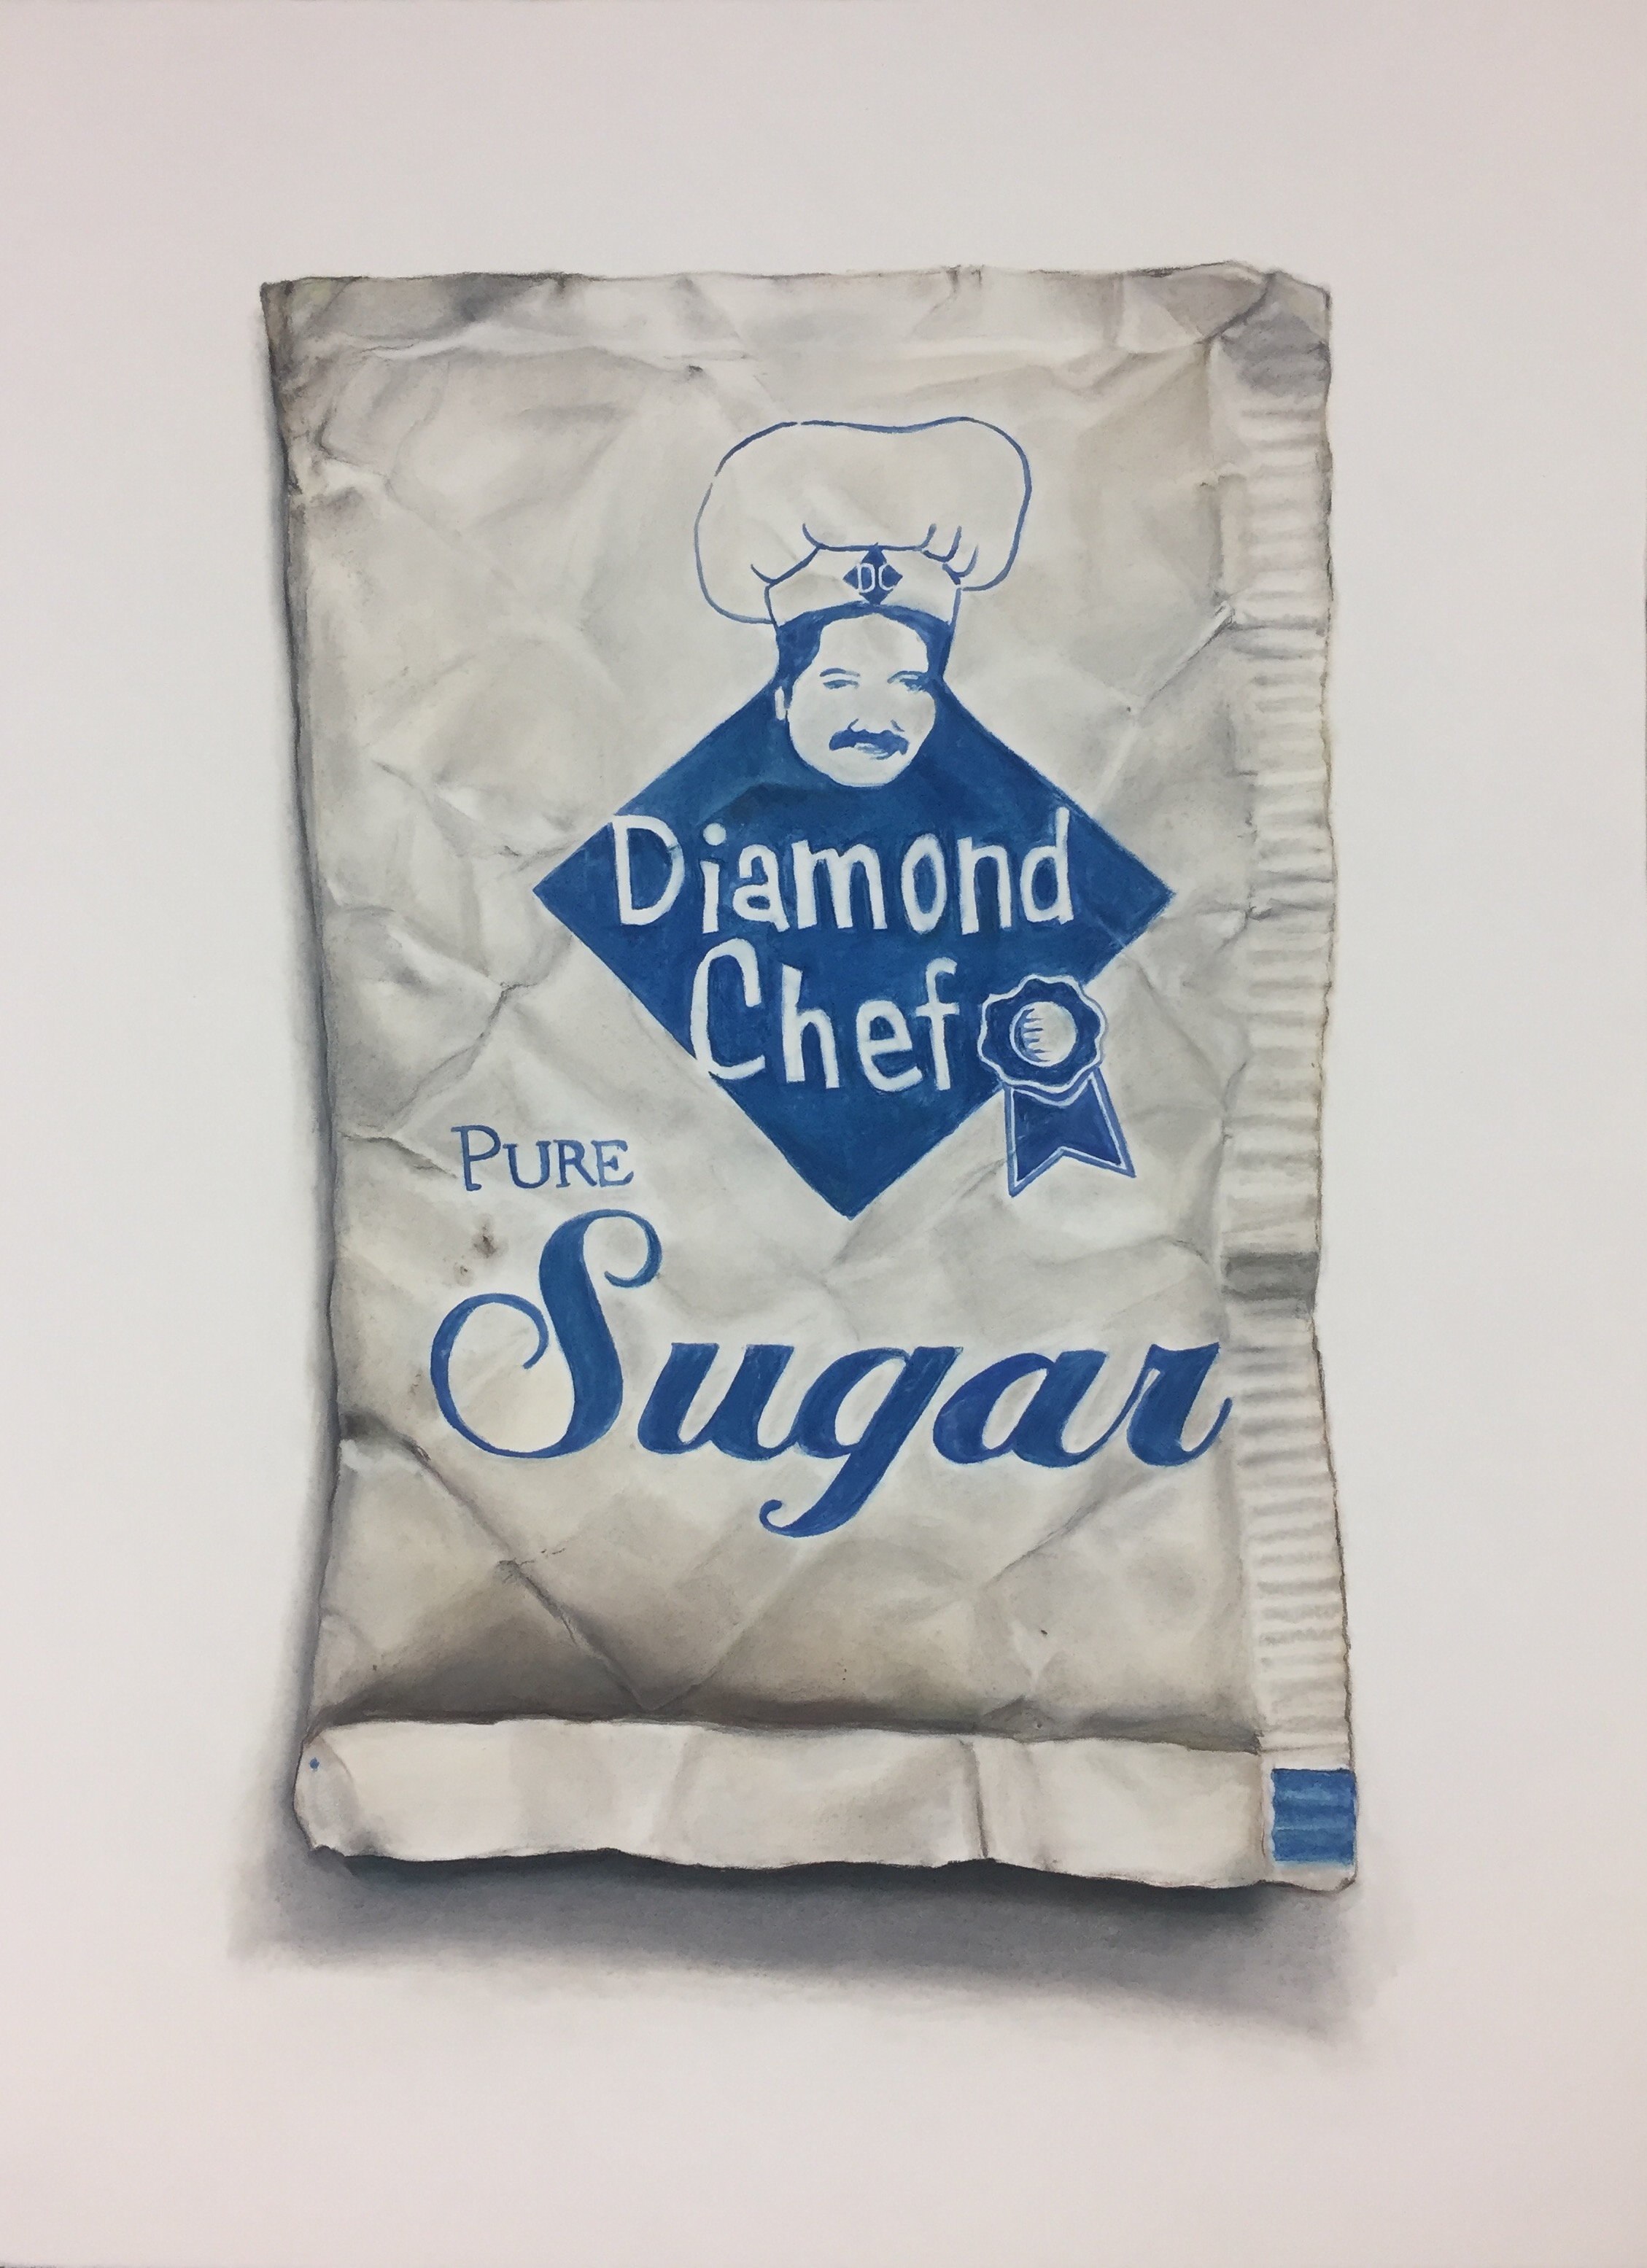 DC
Diamond
Chef
PURE
Sugar